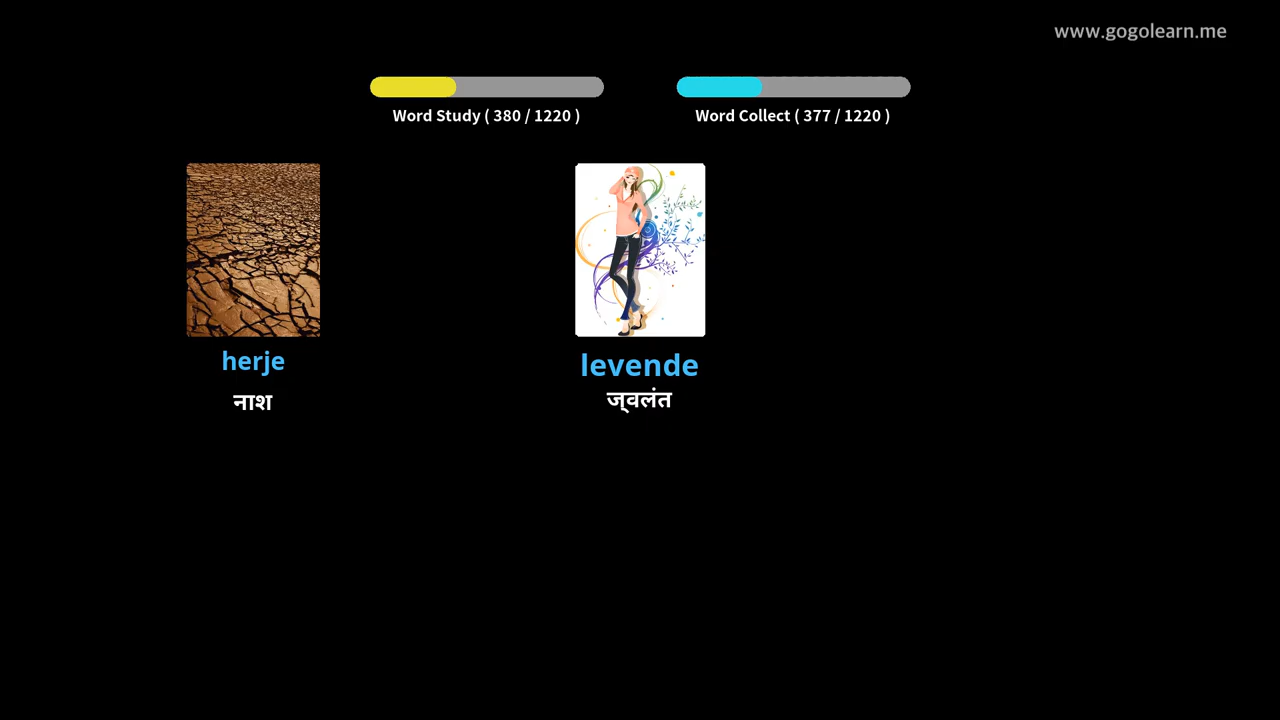 www.gogolearn.me
Word Study ( 380 / 1220 )
Word Collect ( 377 / 1220 )
herje
नाश
levende
ज्वलंत